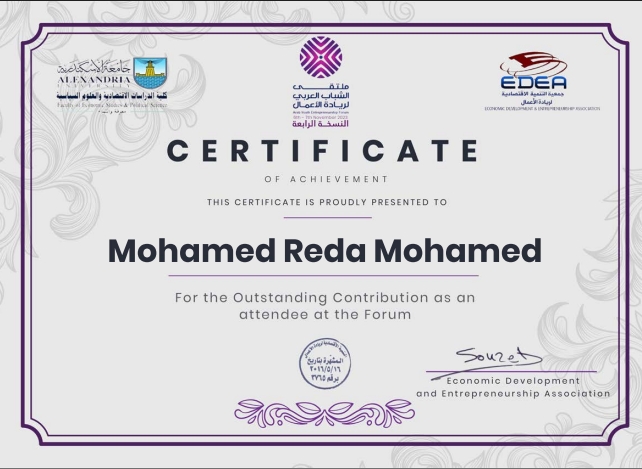 جامعة الإسكندرية
ALEXANDRIA
كلية الدراسات الاقتصادية والعلوم السياسية
Faculty of Economic Studies & Political Science
ملتقى
الشباب العربي
لريادة الأعمال
Arab Youth Entrepreneurship Forum
النسخة الرابعة
EDEA
جمعية التنمية الاقتصادية
لريادة الأعمال
ECONOMIC DEVELOPMENT & ENTREPRENEURSHIP ASSOCIATION
CERTIFICATE
OF ACHIEVEMENT
THIS CERTIFICATE IS PROUDLY PRESENTED TO
Mohamed Reda Mohamed
For the Outstanding Contribution as an
attendee at the Forum
المشهرة بتاريخ
٢٠١٦/٥/١٦
برقم ٣٧٦٥
Economic Development
and Entrepreneurship Association